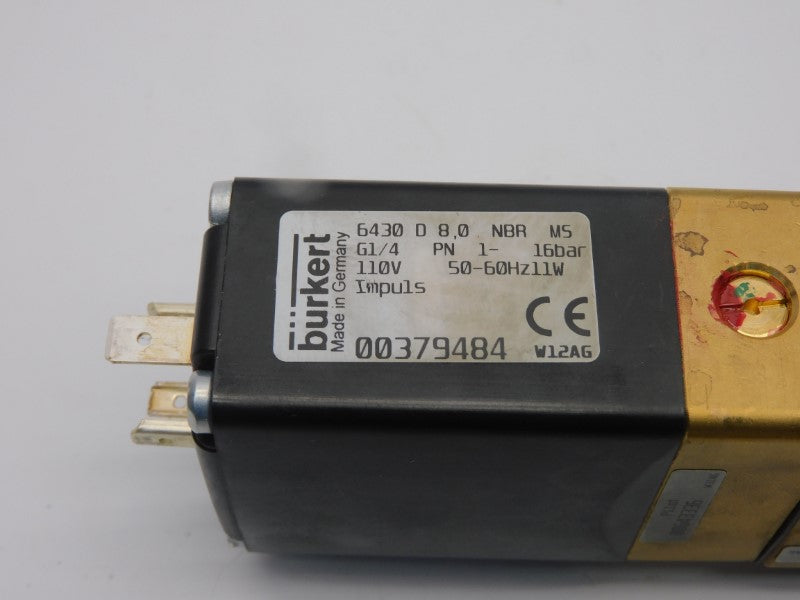 bürkert
Made in Germany
6430 D 8,0 NBR MS
G1/4 PN 1- 16bar
110V 50-60Hz11W
Impuls
00379484
CE
W12AG